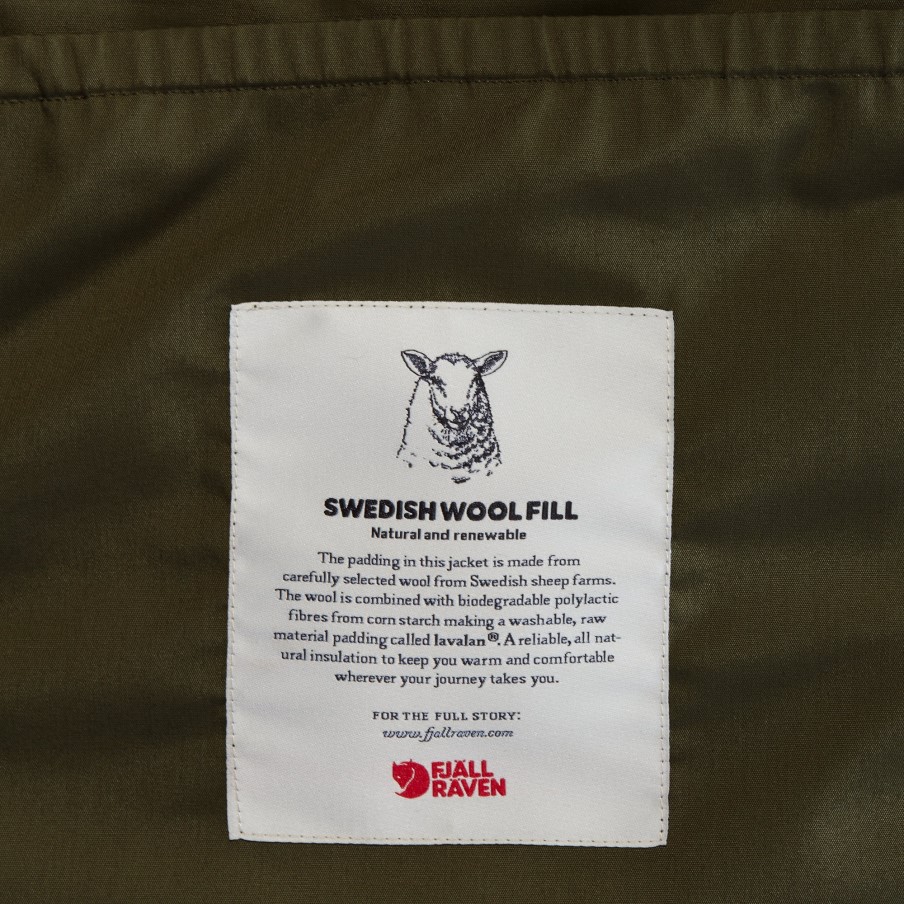 SWEDISH WOOL FILL
Natural and renewable
The padding in this jacket is made from
carefully selected wool from Swedish sheep farms.
The wool is combined with biodegradable polylactic
fibres from corn starch making a washable, raw
material padding called lavalan®. A reliable, all nat-
ural insulation to keep you warm and comfortable
wherever your journey takes you.
FOR THE FULL STORY:
www.fjallraven.com
FJÄLL
RÄVEN